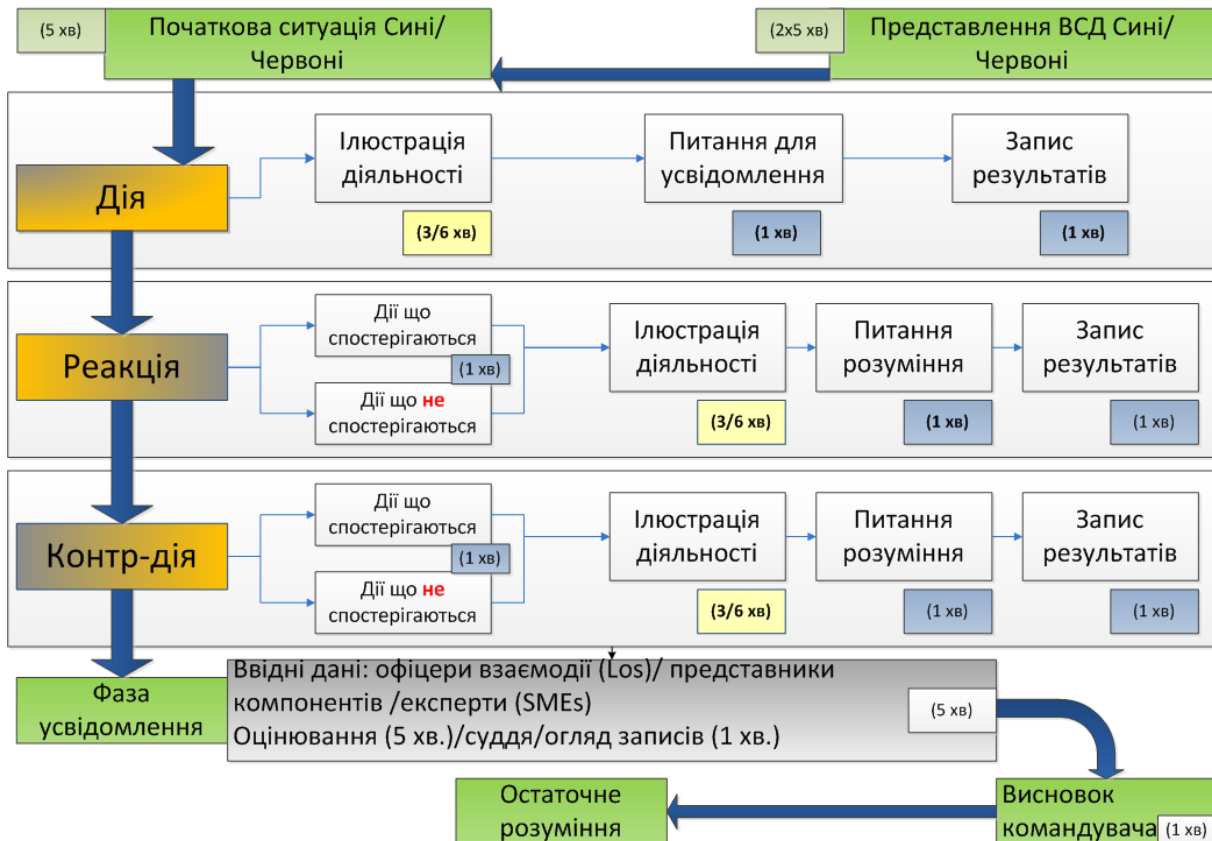 (5 хв)
Початкова ситуація Сині/
Червоні
(2х5 хв)
Представлення ВСД Сині/
Червоні
Дія
Ілюстрація
діяльності
(3/6 хв)
Питання для
усвідомлення
(1 хв)
Запис
результатів
(1 хв)
Реакція
Дії що
спостерігаються
(1 хв)
Дії що не
спостерігаються
Ілюстрація
діяльності
(3/6 хв)
Питання
розуміння
(1 хв)
Запис
результатів
(1 хв)
Контр-дія
Дії що
спостерігаються
(1 хв)
Дії що не
спостерігаються
Ілюстрація
діяльності
(3/6 хв)
Питання
розуміння
(1 хв)
Запис
результатів
(1 хв)
Фаза
усвідомлення
Ввідні дані: офіцери взаємодії (Los)/ представники
компонентів /експерти (SMEs)
Оцінювання (5 хв.)/суддя/огляд записів (1 хв.)
(5 хв)
Остаточне
розуміння
Висновок
командувача
(1 хв)